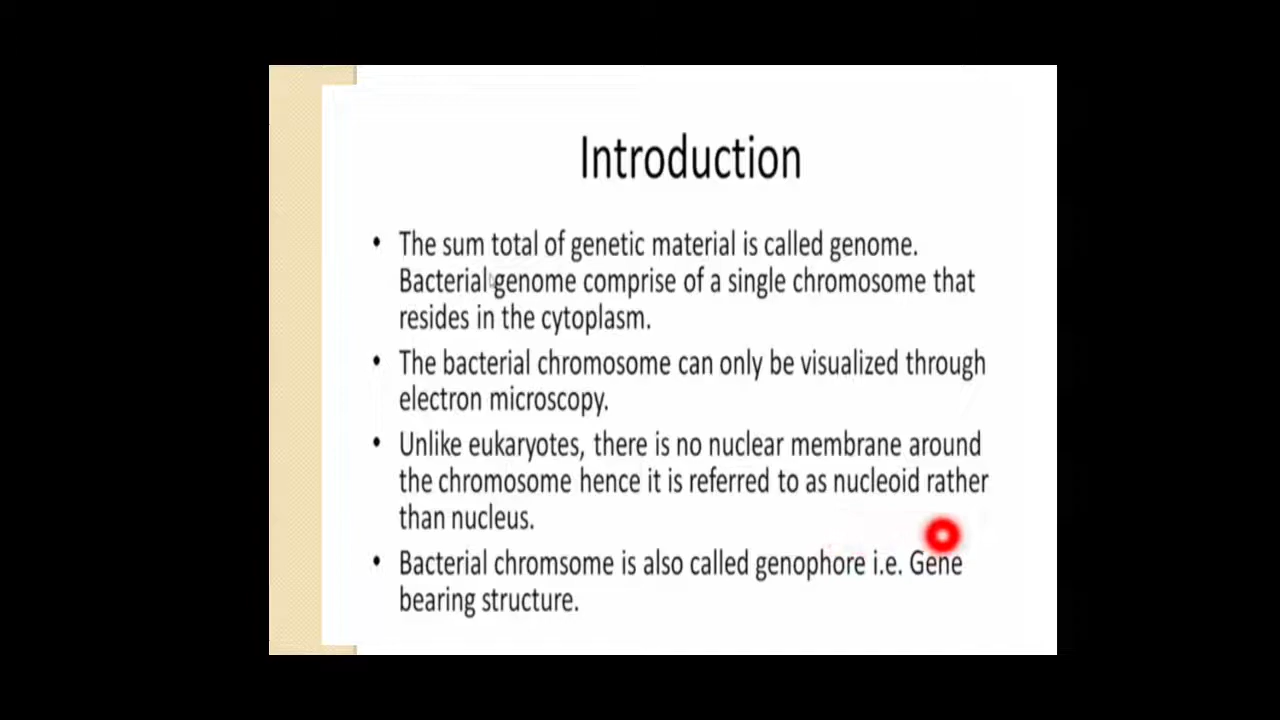 Introduction
• The sum total of genetic material is called genome.
Bacterial genome comprise of a single chromosome that
resides in the cytoplasm.
• The bacterial chromosome can only be visualized through
electron microscopy.
• Unlike eukaryotes, there is no nuclear membrane around
the chromosome hence it is referred to as nucleoid rather
than nucleus.
• Bacterial chromsome is also called genophore i.e. Gene
bearing structure.